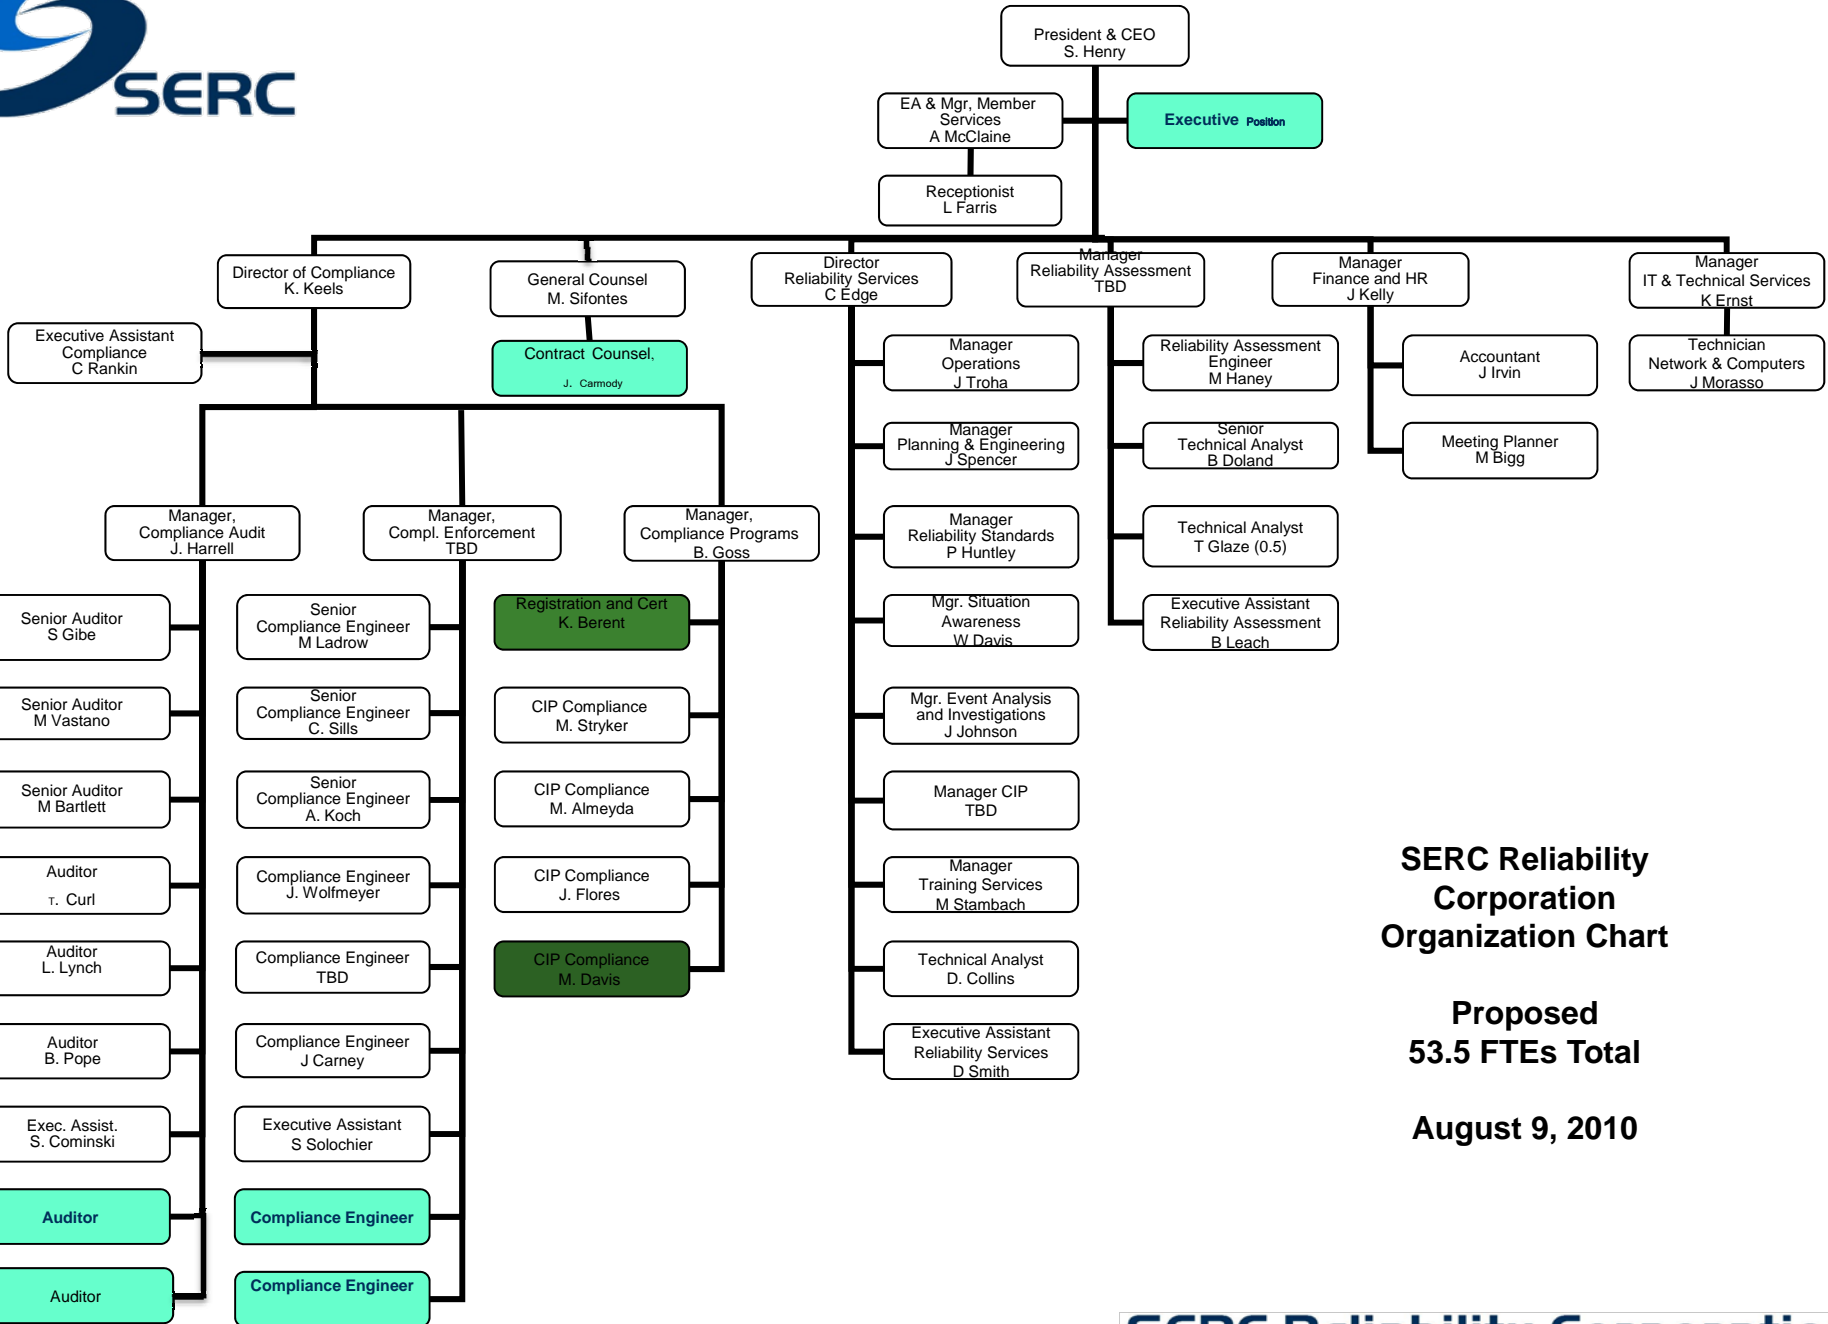 SERC
President & CEO
S. Henry
EA & Mgr, Member
Services
A McClaine
Executive Position
Receptionist
L Farris
Director of Compliance
K. Keels
General Counsel
M. Sifontes
Director
Reliability Services
C Edge
Manager
Reliability Assessment
TBD
Manager
Finance and HR
J Kelly
Manager
IT & Technical Services
K Ernst
Executive Assistant
Compliance
C Rankin
Contract Counsel,
J. Carmody
Manager
Operations
J Troha
Reliability Assessment
Engineer
M Haney
Accountant
J Irvin
Technician
Network & Computers
J Morasso
Manager
Planning & Engineering
J Spencer
Senior
Technical Analyst
B Doland
Meeting Planner
M Bigg
Manager,
Compliance Audit
J. Harrell
Manager,
Compl. Enforcement
TBD
Manager,
Compliance Programs
B. Goss
Manager
Reliability Standards
P Huntley
Technical Analyst
T Glaze (0.5)
Senior Auditor
S Gibe
Senior
Compliance Engineer
M Ladrow
Registration and Cert
K. Berent
Mgr. Situation
Awareness
W Davis
Executive Assistant
Reliability Assessment
B Leach
Senior Auditor
M Vastano
Senior
Compliance Engineer
C. Sills
CIP Compliance
M. Stryker
Mgr. Event Analysis
and Investigations
J Johnson
Senior Auditor
M Bartlett
Senior
Compliance Engineer
A. Koch
CIP Compliance
M. Almeyda
Manager CIP
TBD
Auditor
T. Curl
Compliance Engineer
J. Wolfmeyer
CIP Compliance
J. Flores
Manager
Training Services
M Stambach
Auditor
L. Lynch
Compliance Engineer
TBD
CIP Compliance
M. Davis
Technical Analyst
D. Collins
Auditor
B. Pope
Compliance Engineer
J Carney
Executive Assistant
Reliability Services
D Smith
Exec. Assist.
S. Cominski
Executive Assistant
S Solochier
Auditor
Compliance Engineer
Auditor
Compliance Engineer
SERC Reliability
Corporation
Organization Chart
Proposed
53.5 FTEs Total
August 9, 2010
SERC Reliability Corporatio